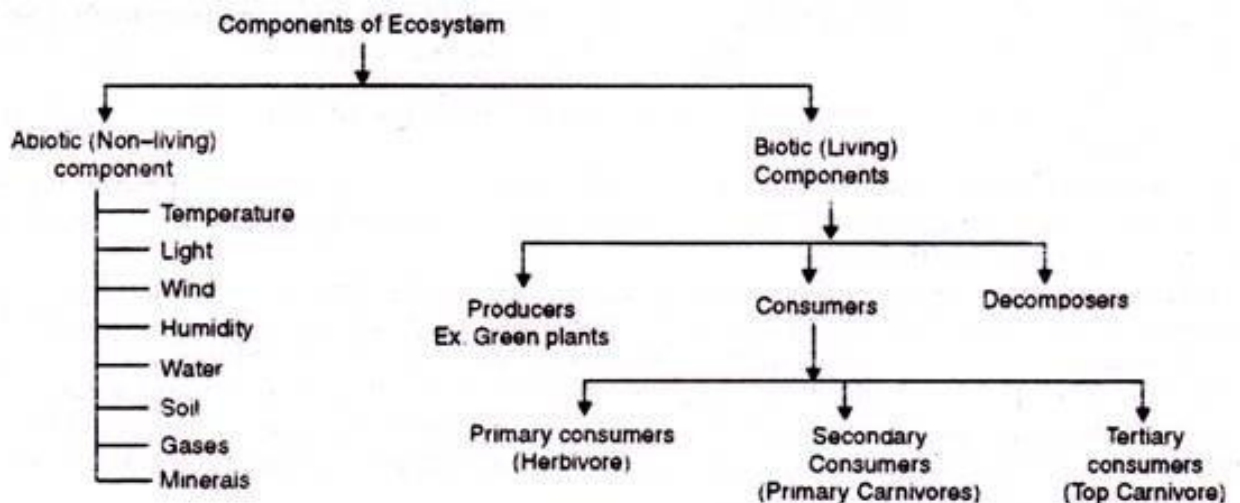 Components of Ecosystem
Abiotic (Non–living)
component
Temperature
Light
Wind
Humidity
Water
Soil
Gases
Minerals
Biotic (Living)
Components
Producers
Ex. Green plants
Consumers
Decomposers
Primary consumers
(Herbivore)
Secondary
Consumers
(Primary Carnivores)
Tertiary
consumers
(Top Carnivore)